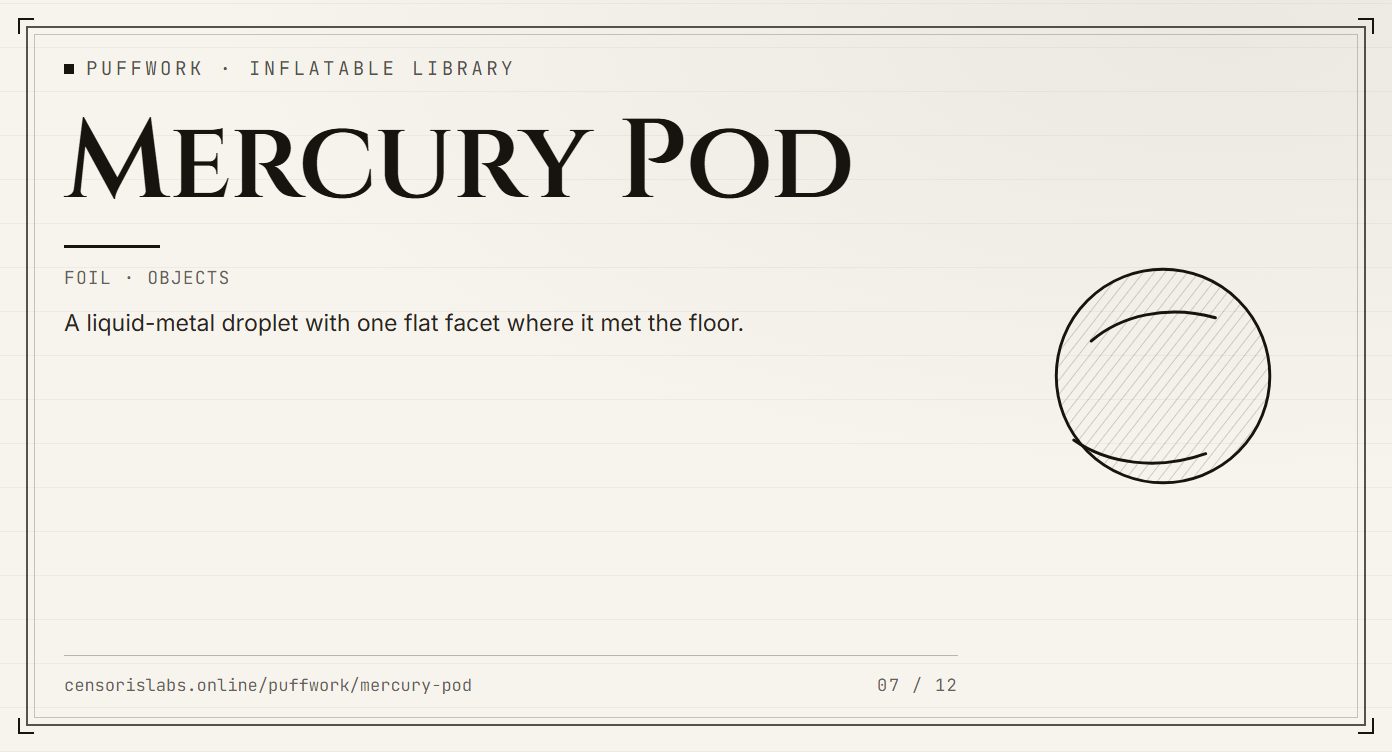 PUFFWORK · INFLATABLE LIBRARY
Mercury Pod
FOIL · OBJECTS
A liquid-metal droplet with one flat facet where it met the floor.
censorislabs.online/puffwork/mercury-pod
07 / 12